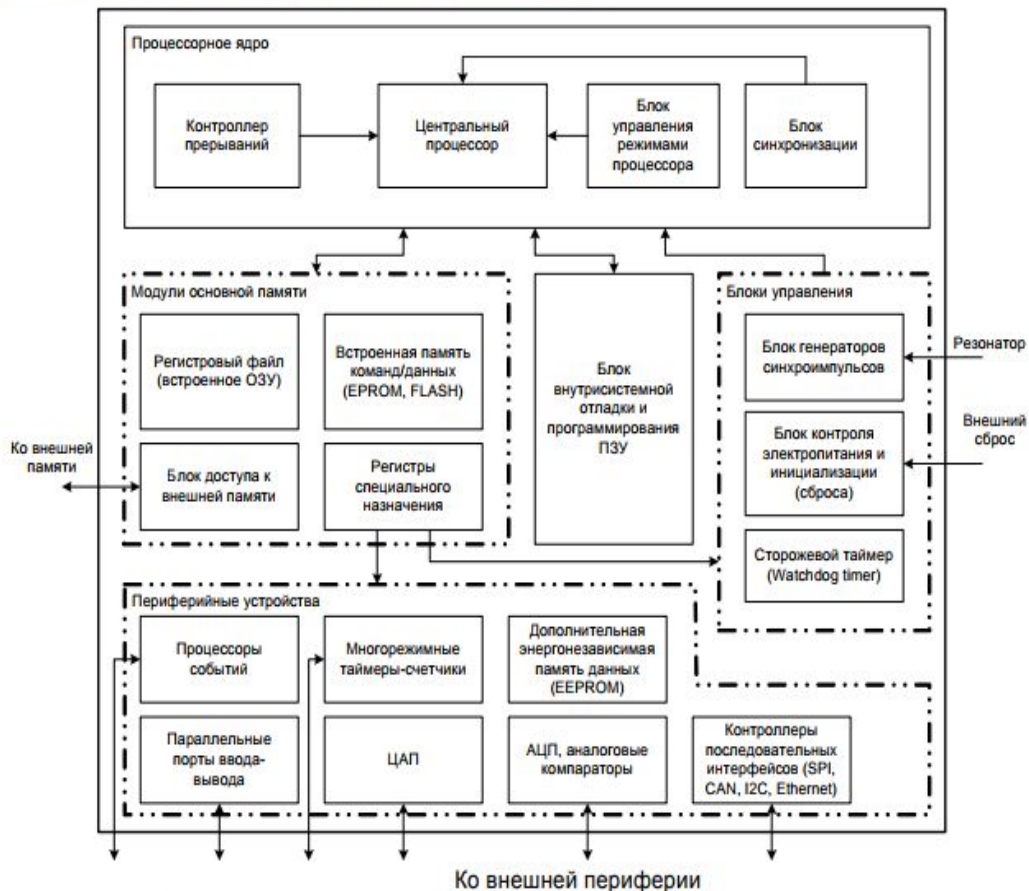 Процессорное ядро
Контроллер
прерываний
Центральный
процессор
Блок
управления
режимами
процессора
Блок
синхронизации
Модули основной памяти
Регистровый файл
(встроенное ОЗУ)
Встроенная память
команд/данных
(EPROM, FLASH)
Блок доступа к
внешней памяти
Регистры
специального
назначения
Ко внешней
памяти
Блок
внутрисистемной
отладки и
программирования
ПЗУ
Блоки управления
Блок генераторов
синхроимпульсов
Блок контроля
электропитания и
инициализации
(сброса)
Сторожевой таймер
(Watchdog timer)
Резонатор
Внешний
сброс
Периферийные устройства
Процессоры
событий
Многорежимные
таймеры-счетчики
Дополнительная
энергонезависимая
память данных
(EEPROM)
Параллельные
порты ввода-
вывода
ЦАП
АЦП, аналоговые
компараторы
Контроллеры
последовательных
интерфейсов (SPI,
CAN, I2C, Ethernet)
Ко внешней периферии